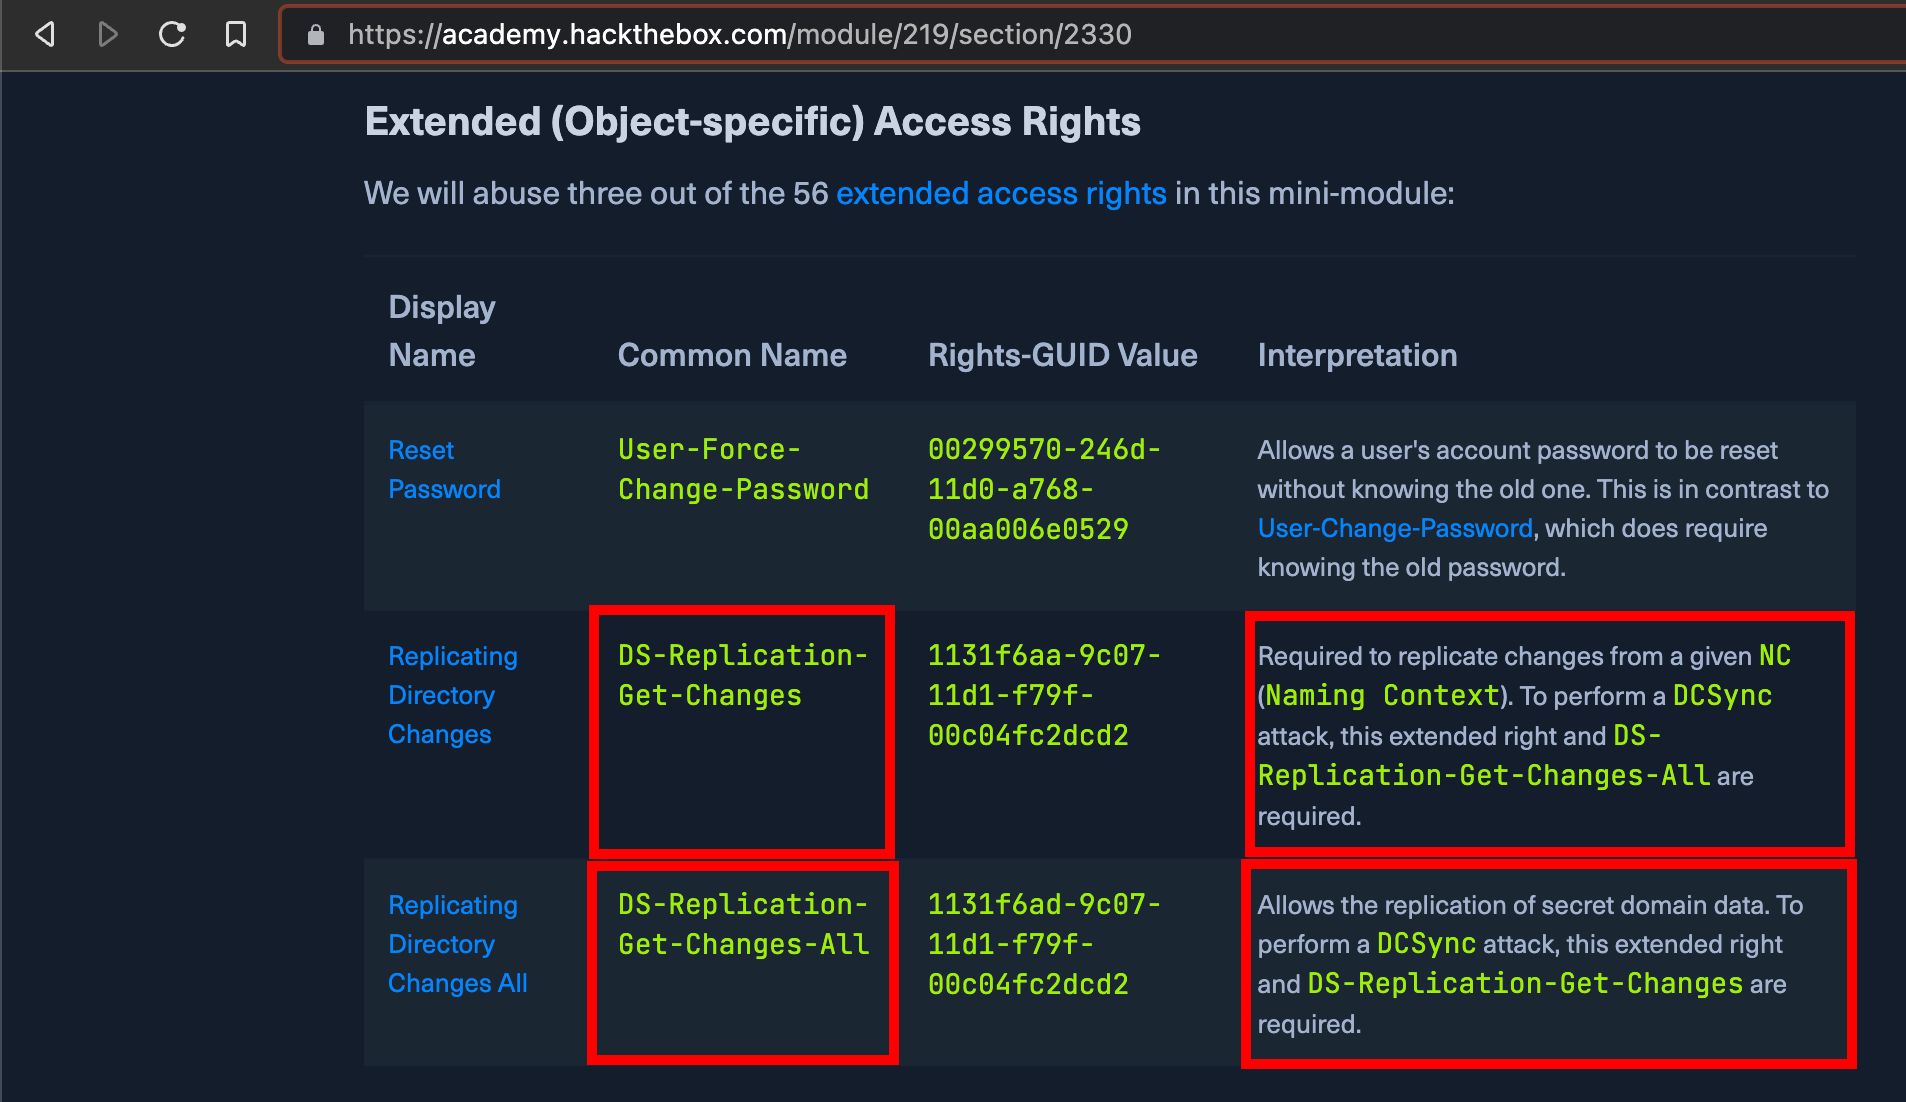 https://academy.hackthebox.com/module/219/section/2330
Extended (Object-specific) Access Rights
We will abuse three out of the 56 extended access rights in this mini-module:
Display
Name
Common Name
Rights-GUID Value
Interpretation
Reset
Password
User-Force-
Change-Password
00299570-246d-
11d0-a768-
00aa006e0529
Allows a user's account password to be reset
without knowing the old one. This is in contrast to
User-Change-Password, which does require
knowing the old password.
Replicating
Directory
Changes
DS-Replication-
Get-Changes
1131f6aa-9c07-
11d1-f79f-
00c04fc2dcd2
Required to replicate changes from a given NC
(Naming Context). To perform a DCSync
attack, this extended right and DS-
Replication-Get-Changes-All are
required.
Replicating
Directory
Changes All
DS-Replication-
Get-Changes-All
1131f6ad-9c07-
11d1-f79f-
00c04fc2dcd2
Allows the replication of secret domain data. To
perform a DCSync attack, this extended right
and DS-Replication-Get-Changes are
required.